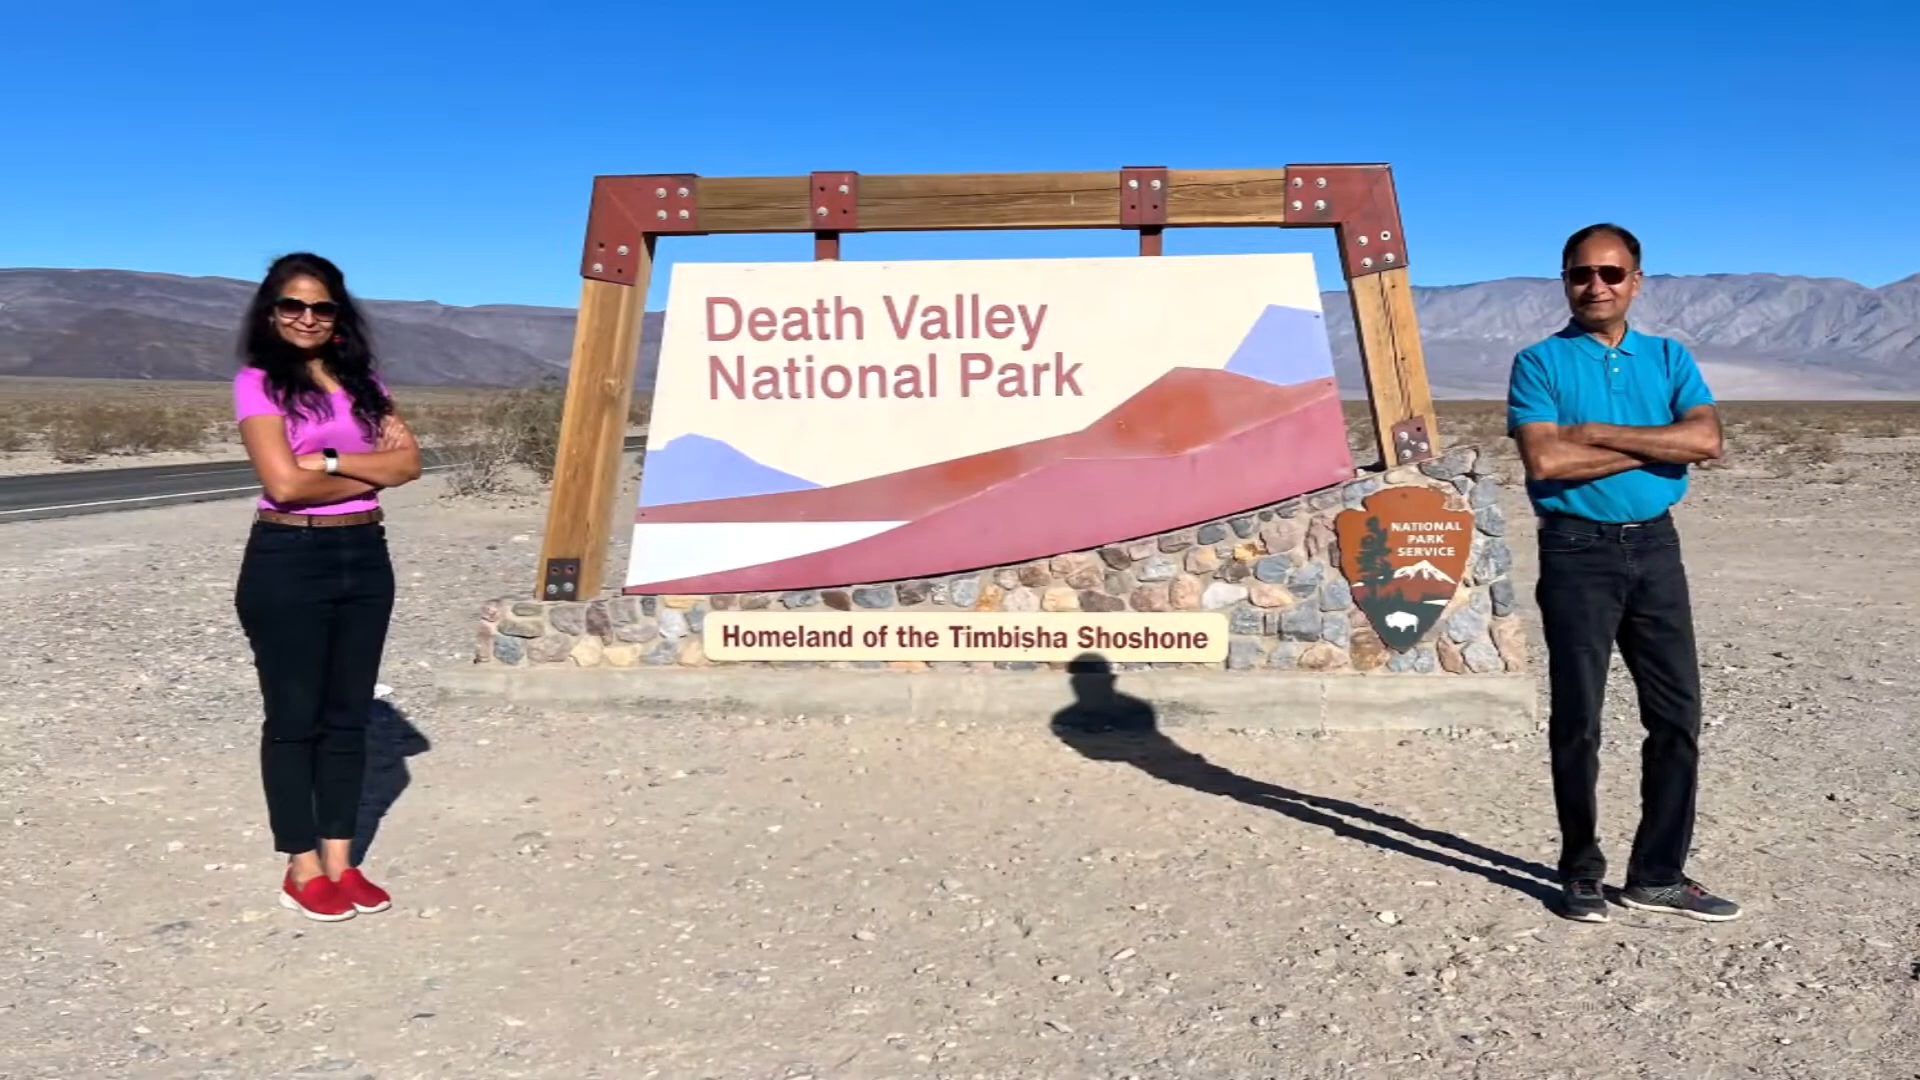 Death Valley
National Park
NATIONAL
PARK
SERVICE
Homeland of the Timbisha Shoshone